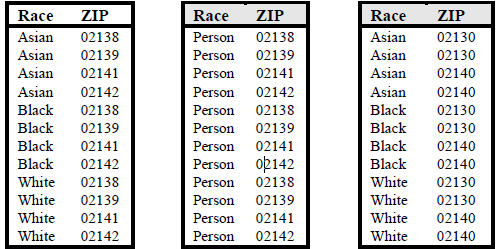 Race ZIP
Asian 02138
Asian 02139
Asian 02141
Asian 02142
Black 02138
Black 02139
Black 02141
Black 02142
White 02138
White 02139
White 02141
White 02142
Race ZIP
Person 02138
Person 02139
Person 02141
Person 02142
Person 02138
Person 02139
Person 02141
Person 02142
Person 02138
Person 02139
Person 02141
Person 02142
Race ZIP
Asian 02130
Asian 02130
Asian 02140
Asian 02140
Black 02130
Black 02130
Black 02140
Black 02140
White 02130
White 02130
White 02140
White 02140